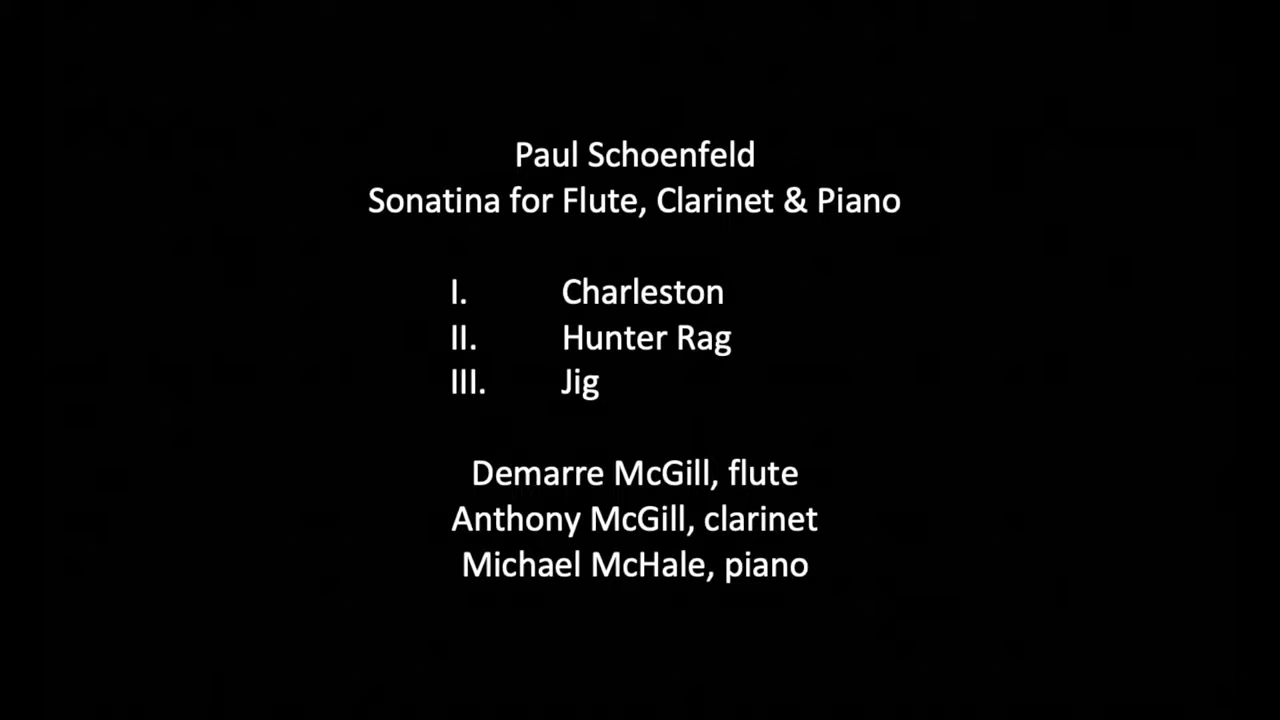 Paul Schoenfeld
Sonatina for Flute, Clarinet & Piano
I. Charleston
II. Hunter Rag
III. Jig
Demarre McGill, flute
Anthony McGill, clarinet
Michael McHale, piano